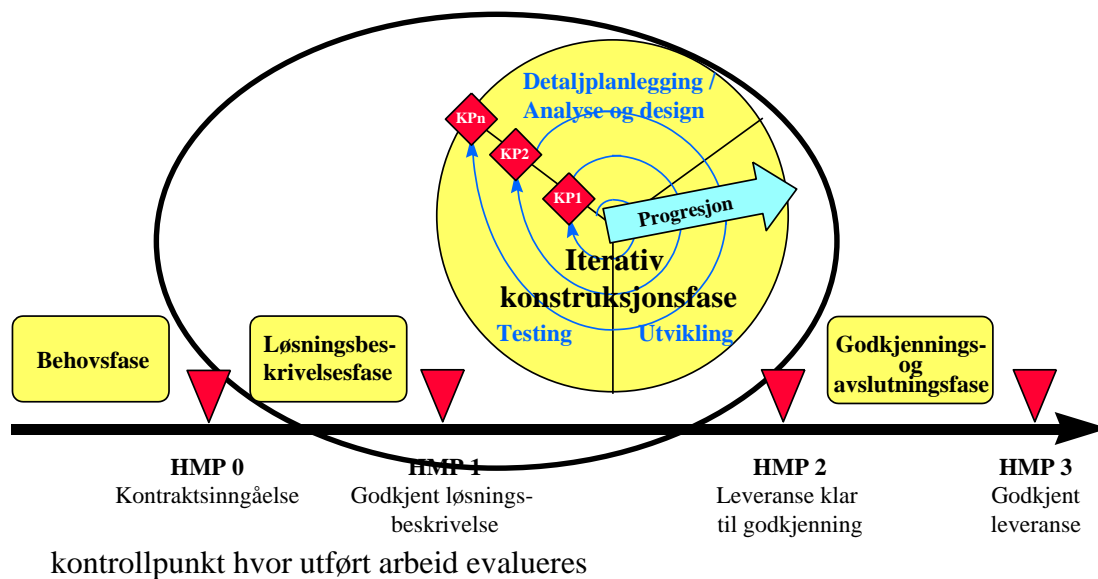 Detaljplanlegging /
Analyse og design
KPn
KP2
KP1
Progresjon
Iterativ
konstruksjonsfase
Testing
Utvikling
Behovsfase
Løsningsbes-
krivelsesfase
Godkjennings-
og
avslutningsfase
HMP 0
Kontraktsinngåelse
HMP 1
Godkjent løsnings-
beskrivelse
HMP 2
Leveranse klar
til godkjenning
HMP 3
Godkjent
leveranse
kontrollpunkt hvor utført arbeid evalueres